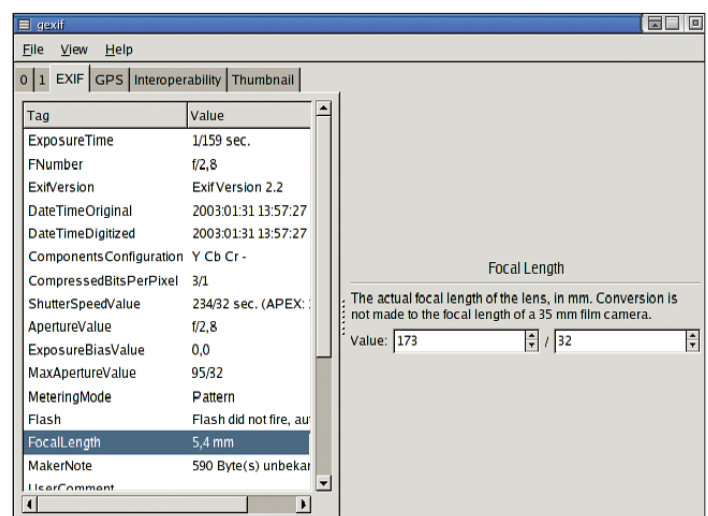 gexif
File View Help
0 1 EXIF GPS Interoperability Thumbnail
Tag Value
ExposureTime 1/159 sec.
FNumber f/2,8
ExifVersion Exif Version 2.2
DateTimeOriginal 2003:01:31 13:57:27
DateTimeDigitized 2003:01:31 13:57:27
ComponentsConfiguration Y Cb Cr -
CompressedBitsPerPixel 3/1
ShutterSpeedValue 234/32 sec. (APEX:
ApertureValue f/2,8
ExposureBiasValue 0,0
MaxApertureValue 95/32
MeteringMode Pattern
Flash Flash did not fire, au
FocalLength 5,4 mm
MakerNote 590 Byte(s) unbekan
UserComment
Focal Length
The actual focal length of the lens, in mm. Conversion is
not made to the focal length of a 35 mm film camera.
Value: 173 / 32